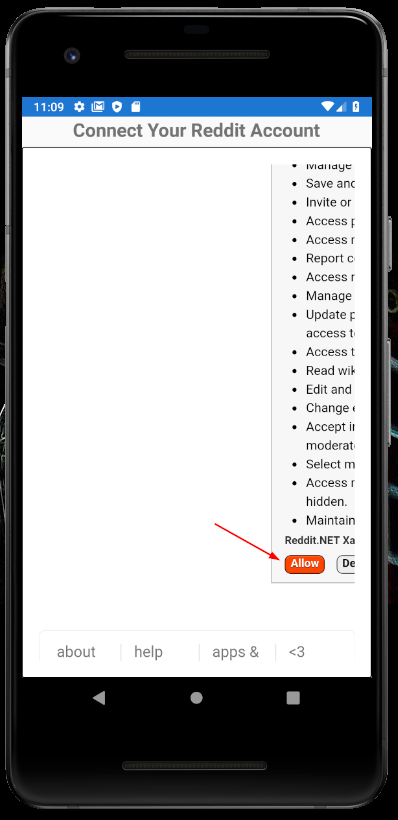 11:09
Connect Your Reddit Account
Manage
Save and
Invite or
Access p
Access r
Report c
Access r
Manage
Update p
access t
Access t
Read wik
Edit and
Change e
Accept in
moderat
Select m
Access r
hidden.
Maintain
Reddit.NET Xa
Allow De
about help apps & <3